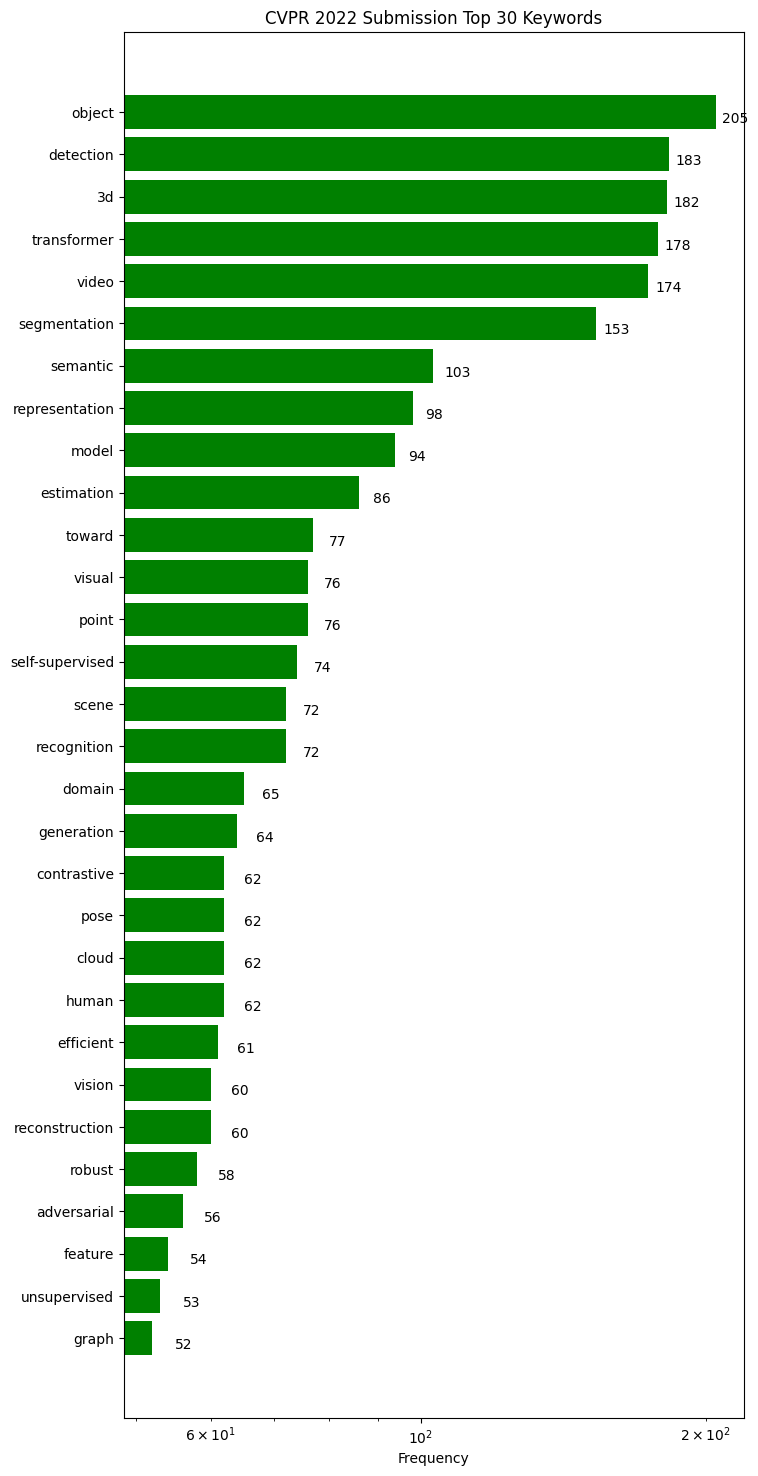 CVPR 2022 Submission Top 30 Keywords
object 205
detection 183
3d 182
transformer 178
video 174
segmentation 153
semantic 103
representation 98
model 94
estimation 86
toward 77
visual 76
point 76
self-supervised 74
scene 72
recognition 72
domain 65
generation 64
contrastive 62
pose 62
cloud 62
human 62
efficient 61
vision 60
reconstruction 60
robust 58
adversarial 56
feature 54
unsupervised 53
graph 52
6 × 10¹ 10² 2 × 10²
Frequency